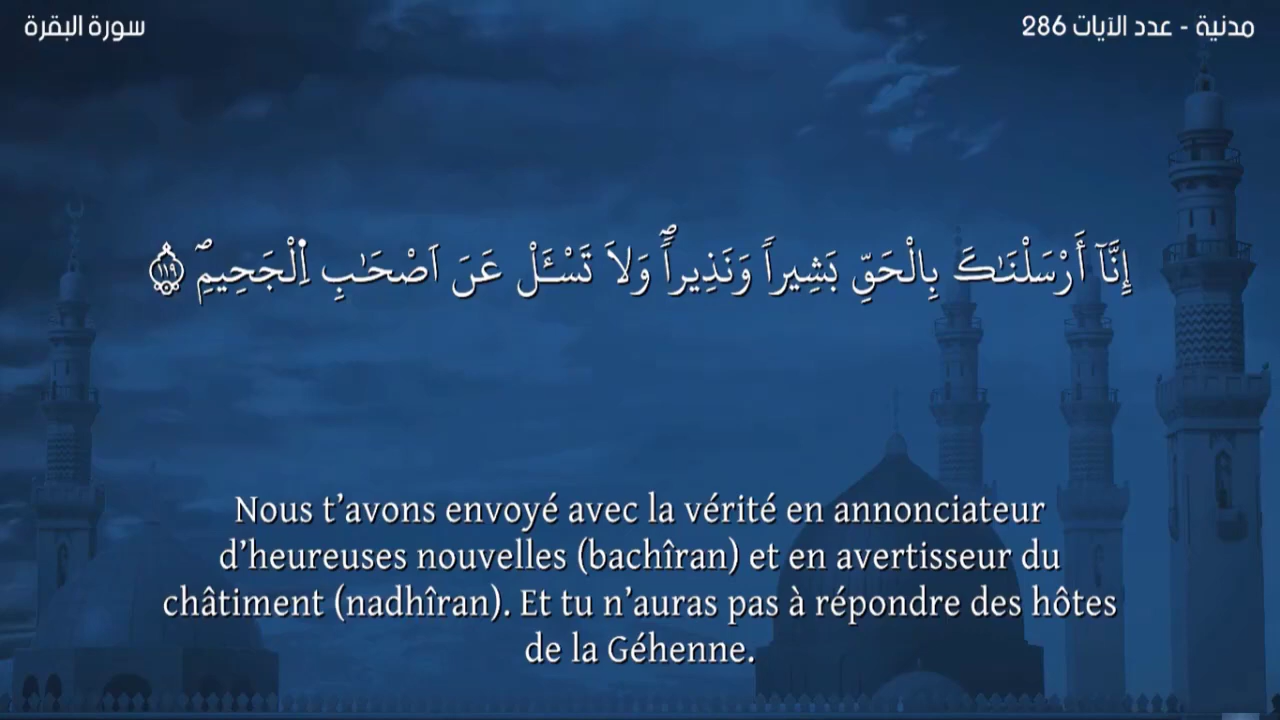 سورة البقرة
مدنية - عدد الآيات 286
إِنَّآ أَرْسَلْنَٰكَ بِالْحَقِّ بَشِيراً وَنَذِيراًۖ وَلَا تَسْـَٔلْ عَنَ اَصْحَٰبِ اِ۬لْجَحِيمِۖ ١١٩
Nous t’avons envoyé avec la vérité en annonciateur
d’heureuses nouvelles (bachîran) et en avertisseur du
châtiment (nadhîran). Et tu n’auras pas à répondre des hôtes
de la Géhenne.